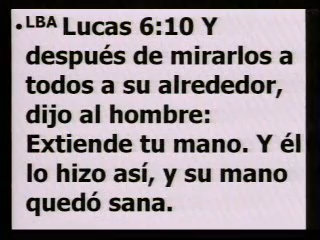 • LBA Lucas 6:10 Y
después de mirarlos a
todos a su alrededor,
dijo al hombre:
Extiende tu mano. Y él
lo hizo así, y su mano
quedó sana.